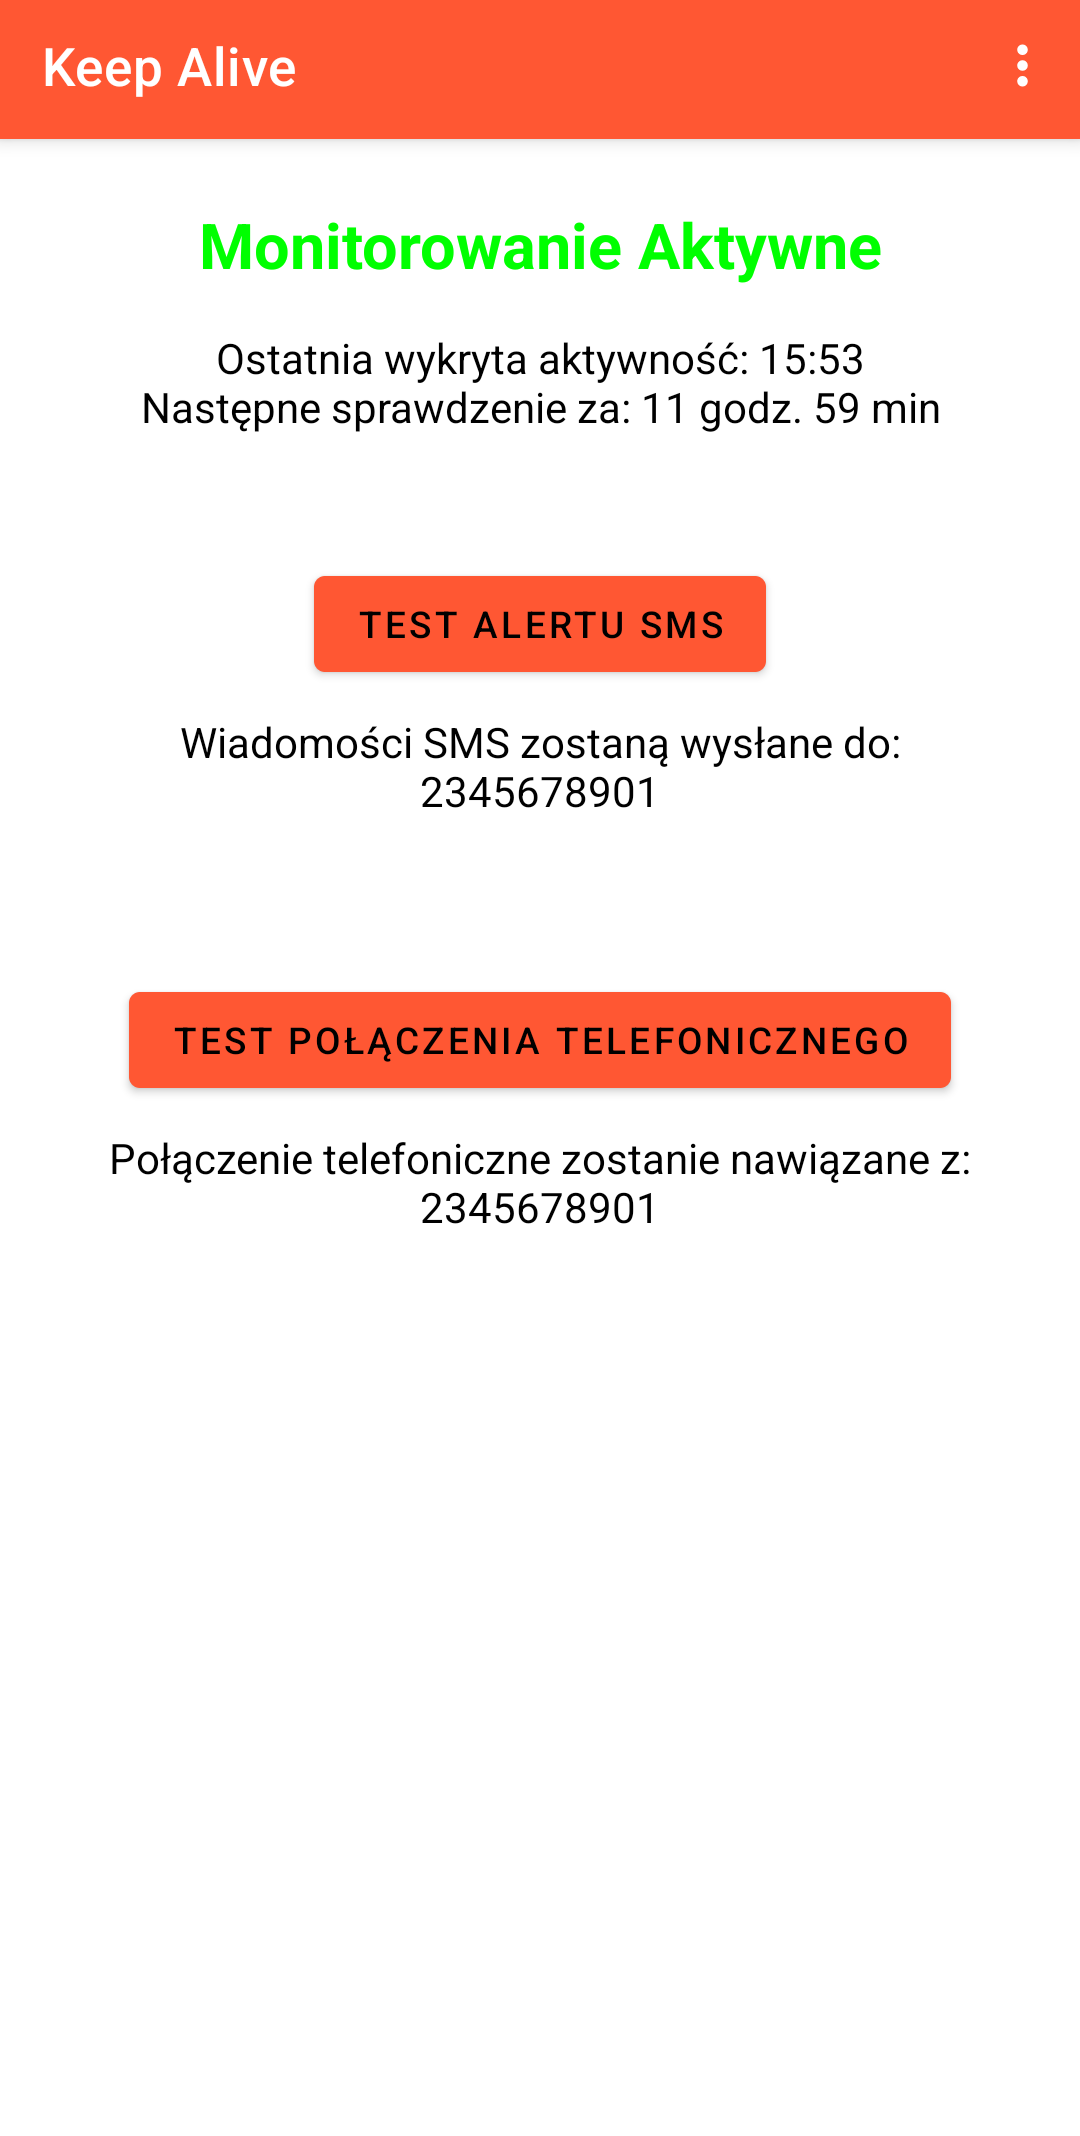 Keep Alive
Monitorowanie Aktywne
Ostatnia wykryta aktywność: 15:53
Następne sprawdzenie za: 11 godz. 59 min
TEST ALERTU SMS
Wiadomości SMS zostaną wysłane do:
2345678901
TEST POŁĄCZENIA TELEFONICZNEGO
Połączenie telefoniczne zostanie nawiązane z:
2345678901